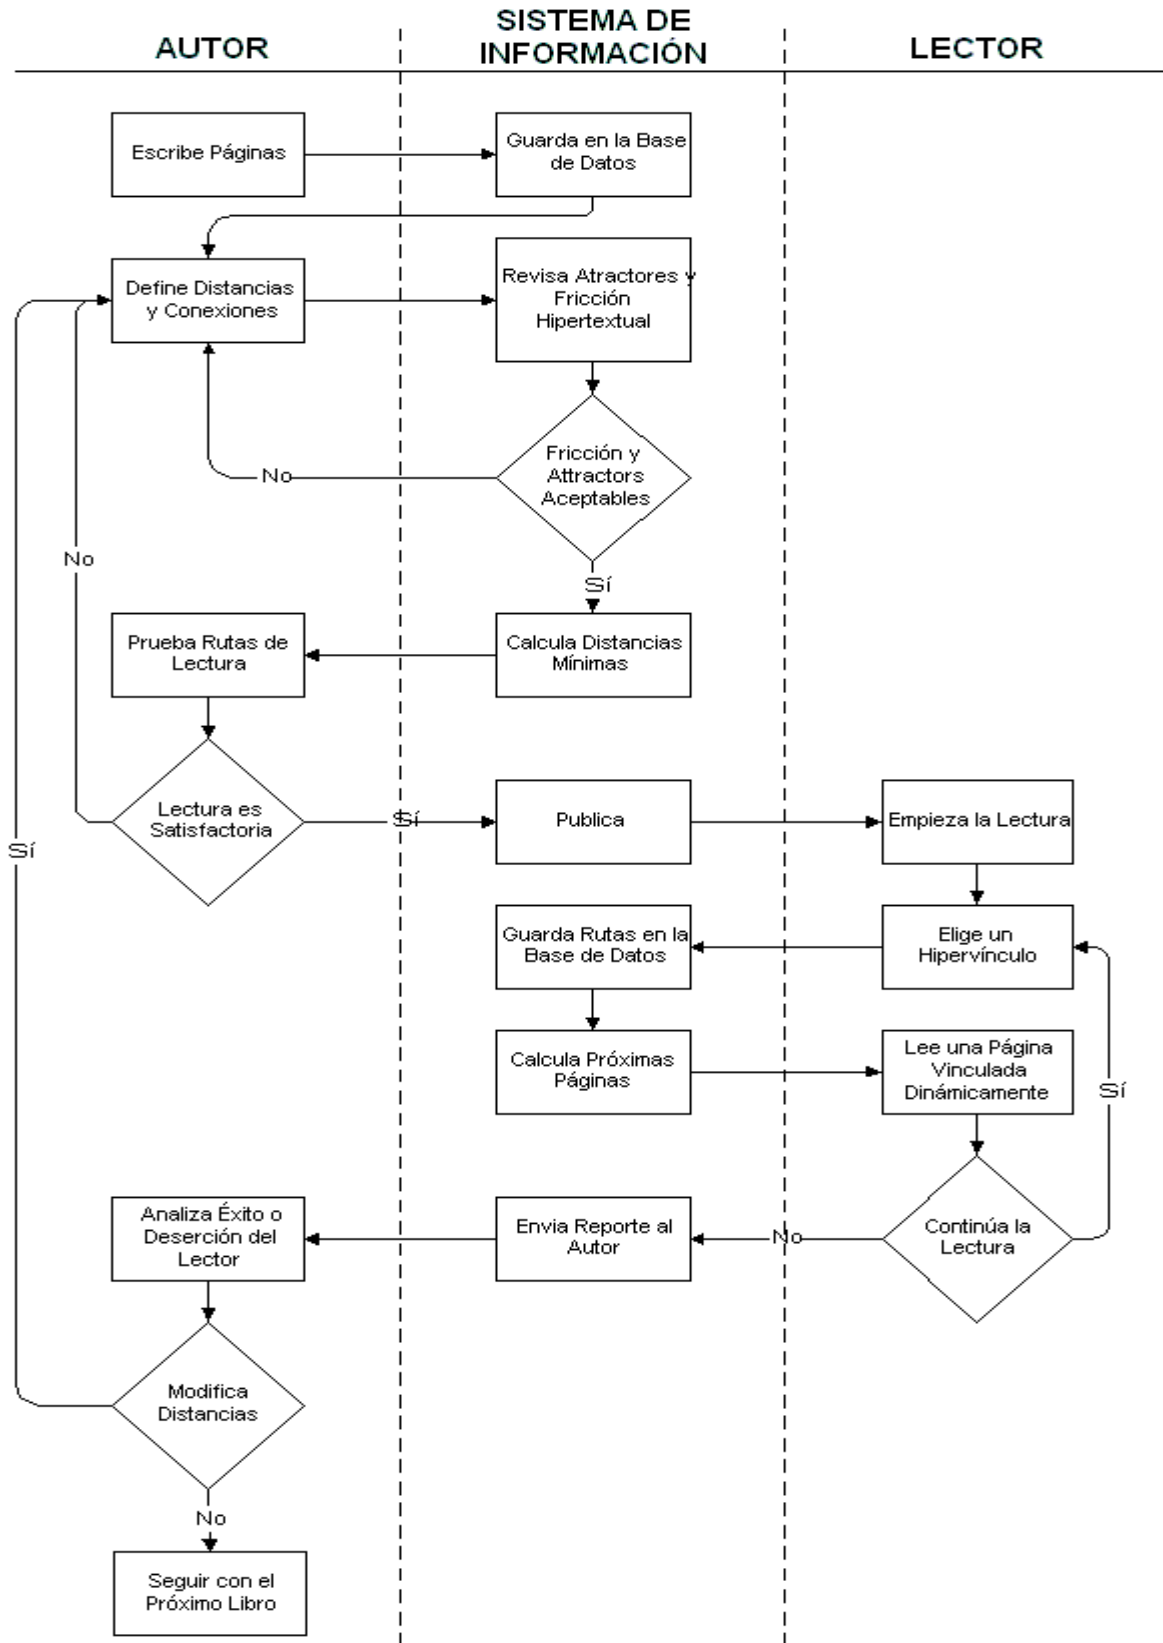 AUTOR
SISTEMA DE
INFORMACIÓN
LECTOR
Escribe Páginas
Guarda en la Base
de Datos
Define Distancias
y Conexiones
Revisa Atractores y
Fricción
Hipertextual
Fricción y
Attractors
Aceptables
No
No
Sí
Prueba Rutas de
Lectura
Calcula Distancias
Mínimas
Lectura es
Satisfactoria
Sí
Publica
Empieza la Lectura
Sí
Guarda Rutas en la
Base de Datos
Elige un
Hipervínculo
Calcula Próximas
Páginas
Lee una Página
Vinculada
Dinámicamente
Sí
Analiza Éxito o
Deserción del
Lector
Envia Reporte al
Autor
No
Continúa la
Lectura
Modifica
Distancias
No
Seguir con el
Próximo Libro